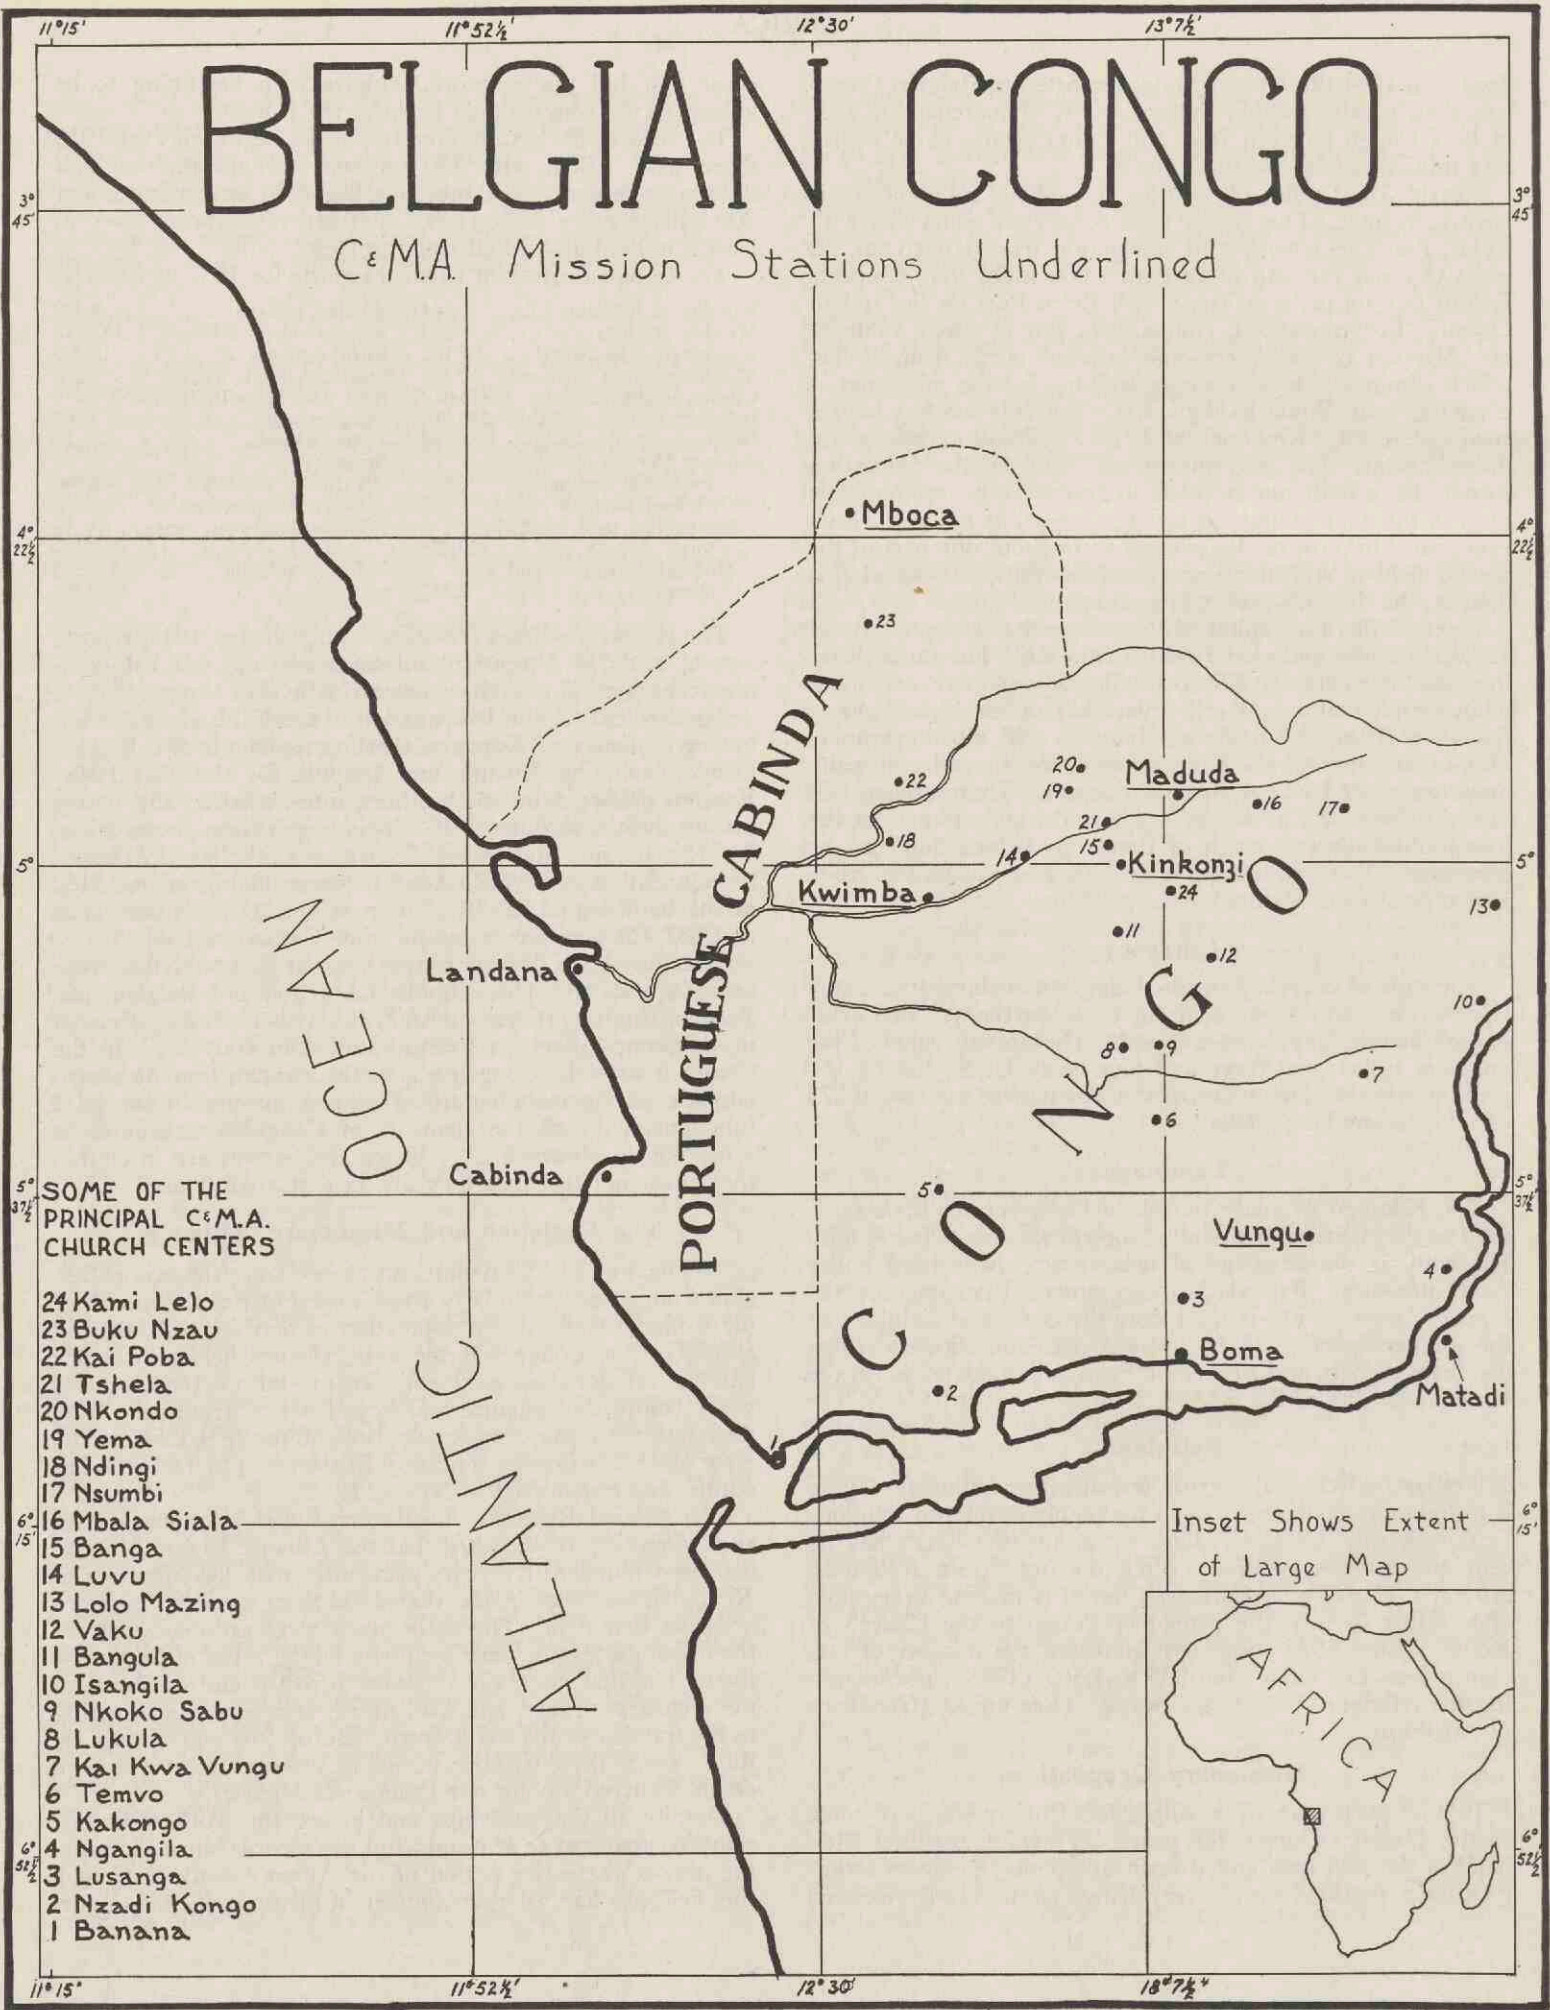 11°15'
11°52½'
12°30'
13°7½'
BELGIAN CONGO
3°
45'
3°
45'
C&M.A. Mission Stations Underlined
Mboca
4°
22½
4°
22½
23
CABINDA
20
Maduda
19
22
16
17
21
18
15
14
5°
Kinkonzi
5°
Kwimba
24
13
11
12
Landana
10
8
9
7
6
PORTUGUESE
CONGO
ATLANTIC OCEAN
Cabinda
5°
37½
5
5°
37½
Vungu
4
3
Boma
Matadi
2
1
SOME OF THE
PRINCIPAL C&M.A.
CHURCH CENTERS
24 Kami Lelo
23 Buku Nzau
22 Kai Poba
21 Tshela
20 Nkondo
19 Yema
18 Ndingi
17 Nsumbi
6°
15'
16 Mbala Siala
15 Banga
14 Luvu
13 Lolo Mazing
12 Vaku
11 Bangula
10 Isangila
9 Nkoko Sabu
8 Lukula
7 Kai Kwa Vungu
6 Temvo
5 Kakongo
6°
52½
4 Ngangila
3 Lusanga
2 Nzadi Kongo
1 Banana
Inset Shows Extent
of Large Map
6°
15'
AFRICA
6°
52½
11°15"
11°52½'
12°30'
18°7½"